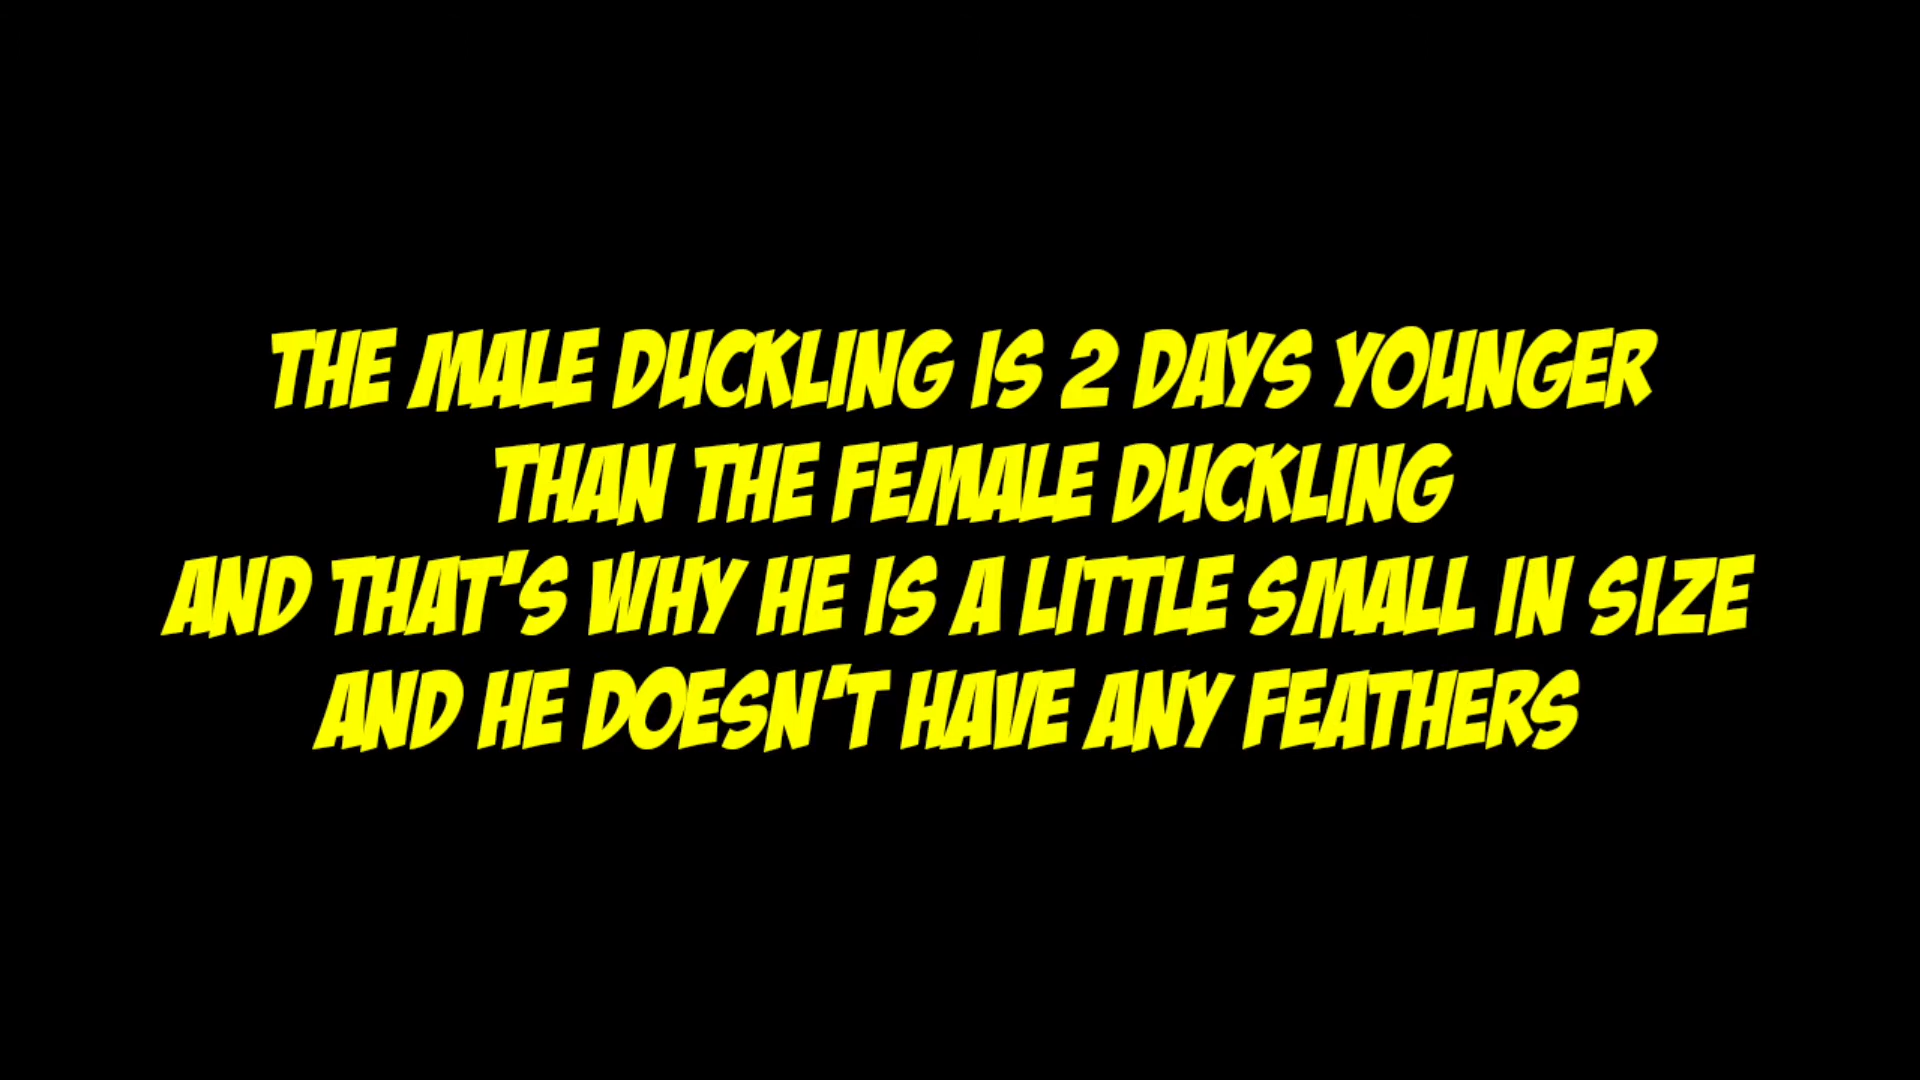 THE MALE DUCKLING IS 2 DAYS YOUNGER
THAN THE FEMALE DUCKLING
AND THAT'S WHY HE IS A LITTLE SMALL IN SIZE
AND HE DOESN'T HAVE ANY FEATHERS